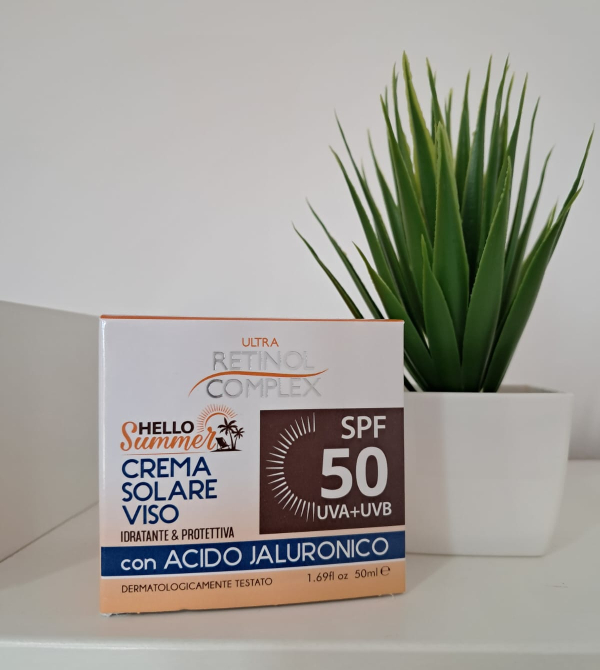 ULTRA
RETINOL
COMPLEX
HELLO
Summer
CREMA
SOLARE
VISO
IDRATANTE & PROTETTIVA
SPF
50
UVA+UVB
con ACIDO JALURONICO
DERMATOLOGICAMENTE TESTATO
1.69fl oz 50ml ℮